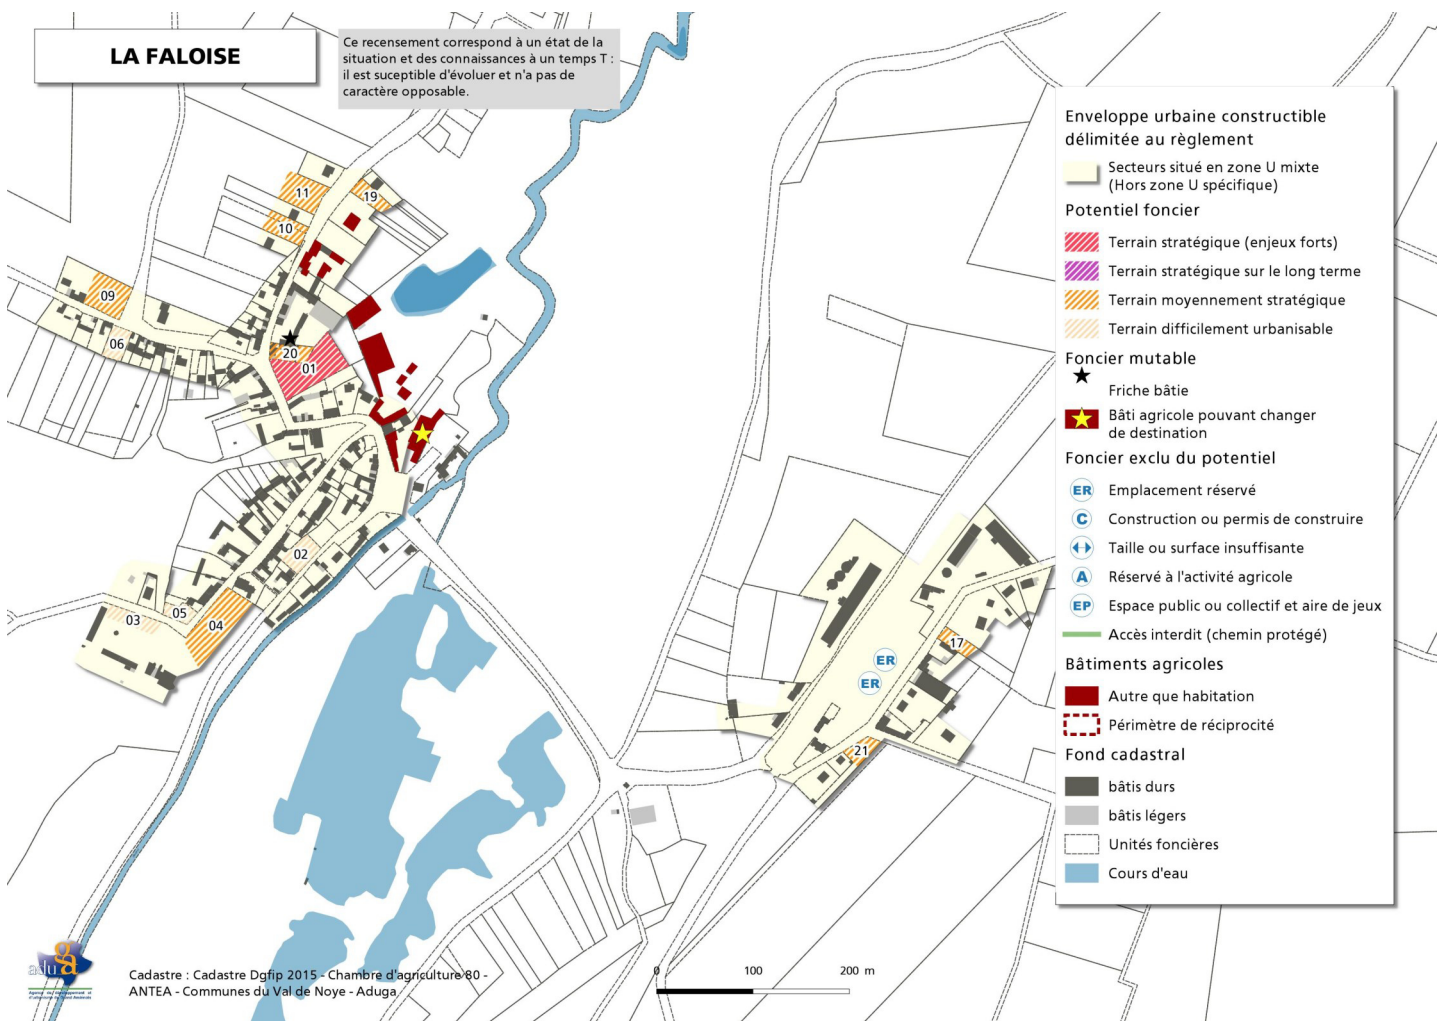 LA FALOISE
Ce recensement correspond à un état de la
situation et des connaissances à un temps T :
il est suceptible d'évoluer et n'a pas de
caractère opposable.
Enveloppe urbaine constructible
délimitée au règlement
Secteurs situé en zone U mixte
(Hors zone U spécifique)
Potentiel foncier
Terrain stratégique (enjeux forts)
Terrain stratégique sur le long terme
Terrain moyennement stratégique
Terrain difficilement urbanisable
Foncier mutable
Friche bâtie
Bâti agricole pouvant changer
de destination
Foncier exclu du potentiel
ER Emplacement réservé
C Construction ou permis de construire
Taille ou surface insuffisante
A Réservé à l'activité agricole
EP Espace public ou collectif et aire de jeux
Accès interdit (chemin protégé)
Bâtiments agricoles
Autre que habitation
Périmètre de réciprocité
Fond cadastral
bâtis durs
bâtis légers
Unités foncières
Cours d'eau
11
19
10
09
06
20
01
02
05
03
04
17
ER
ER
21
aduga
Cadastre : Cadastre Dgfip 2015 - Chambre d'agriculture 80 -
ANTEA - Communes du Val de Noye - Aduga
0 100 200 m